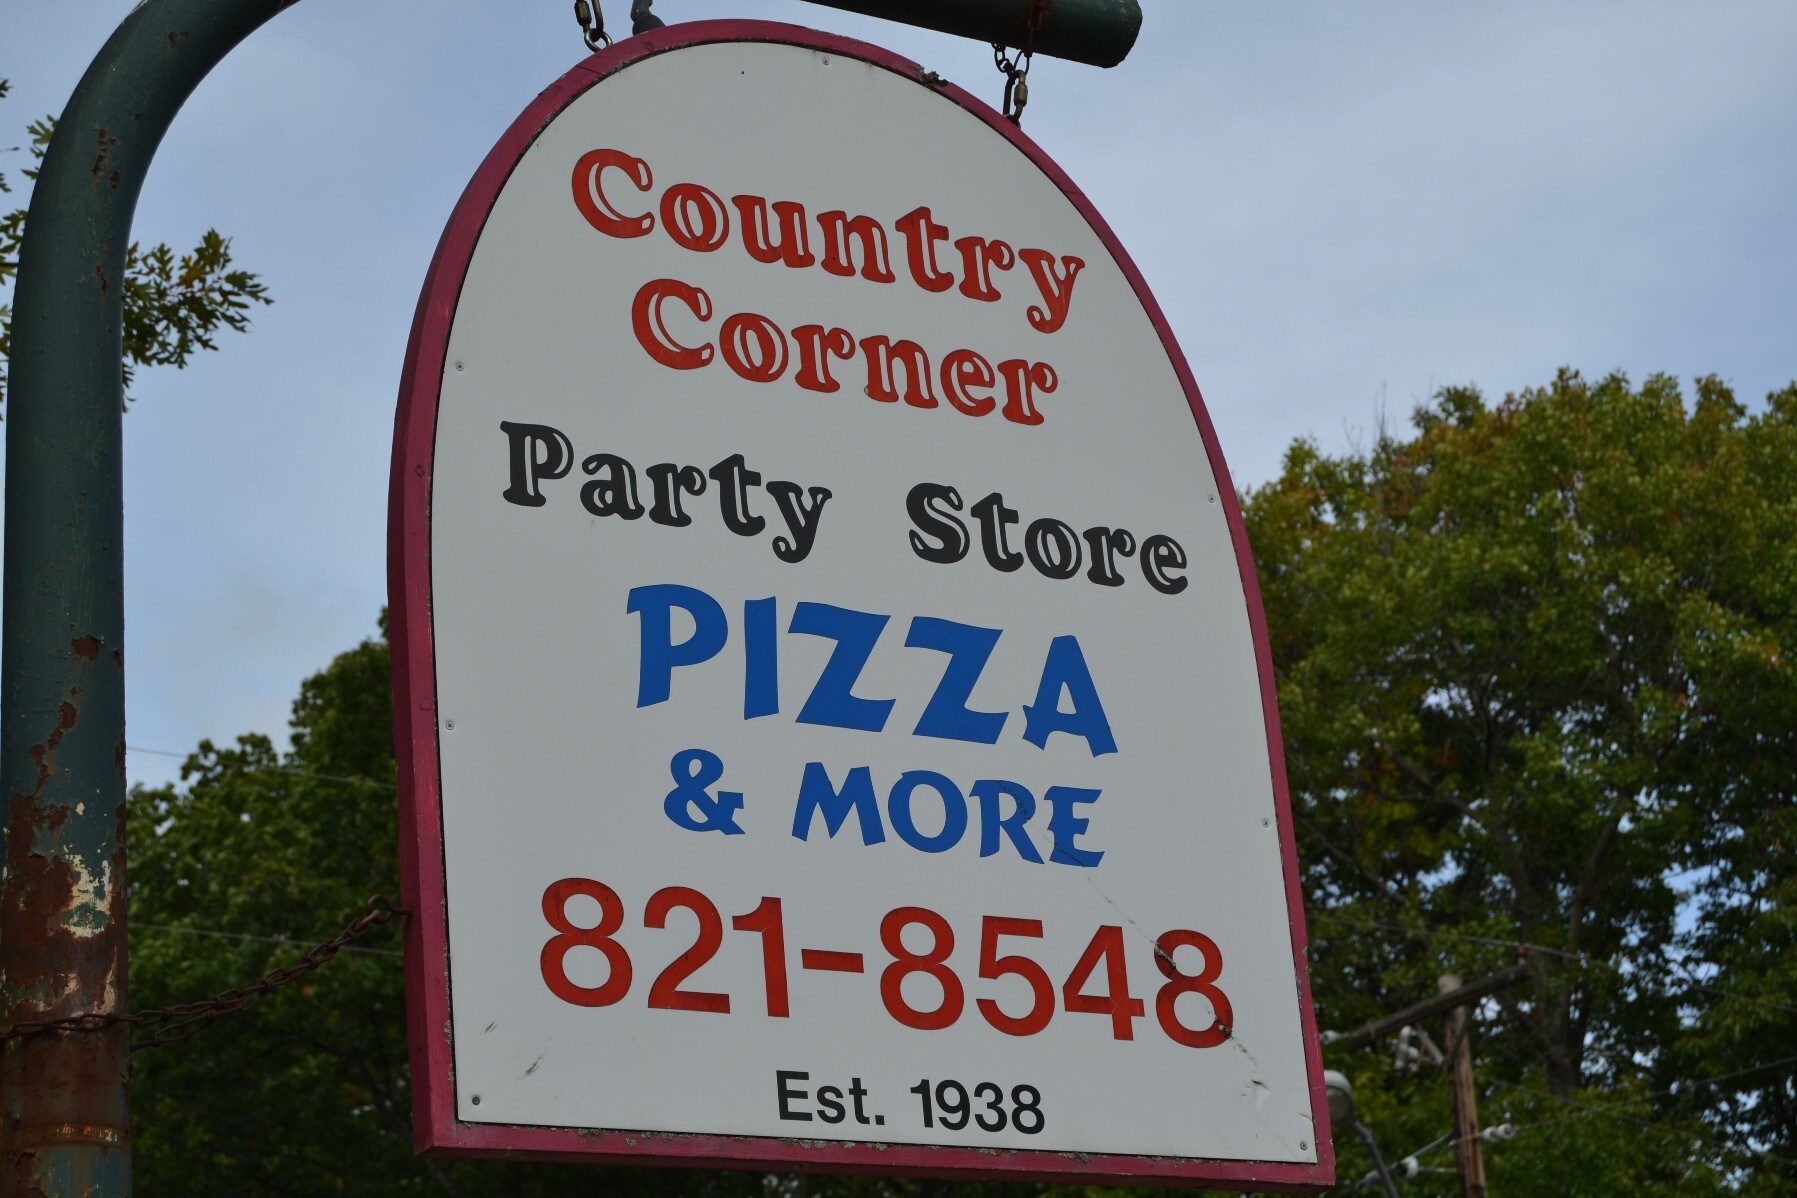 Country
Corner
Party Store
PIZZA
& MORE
821-8548
Est. 1938